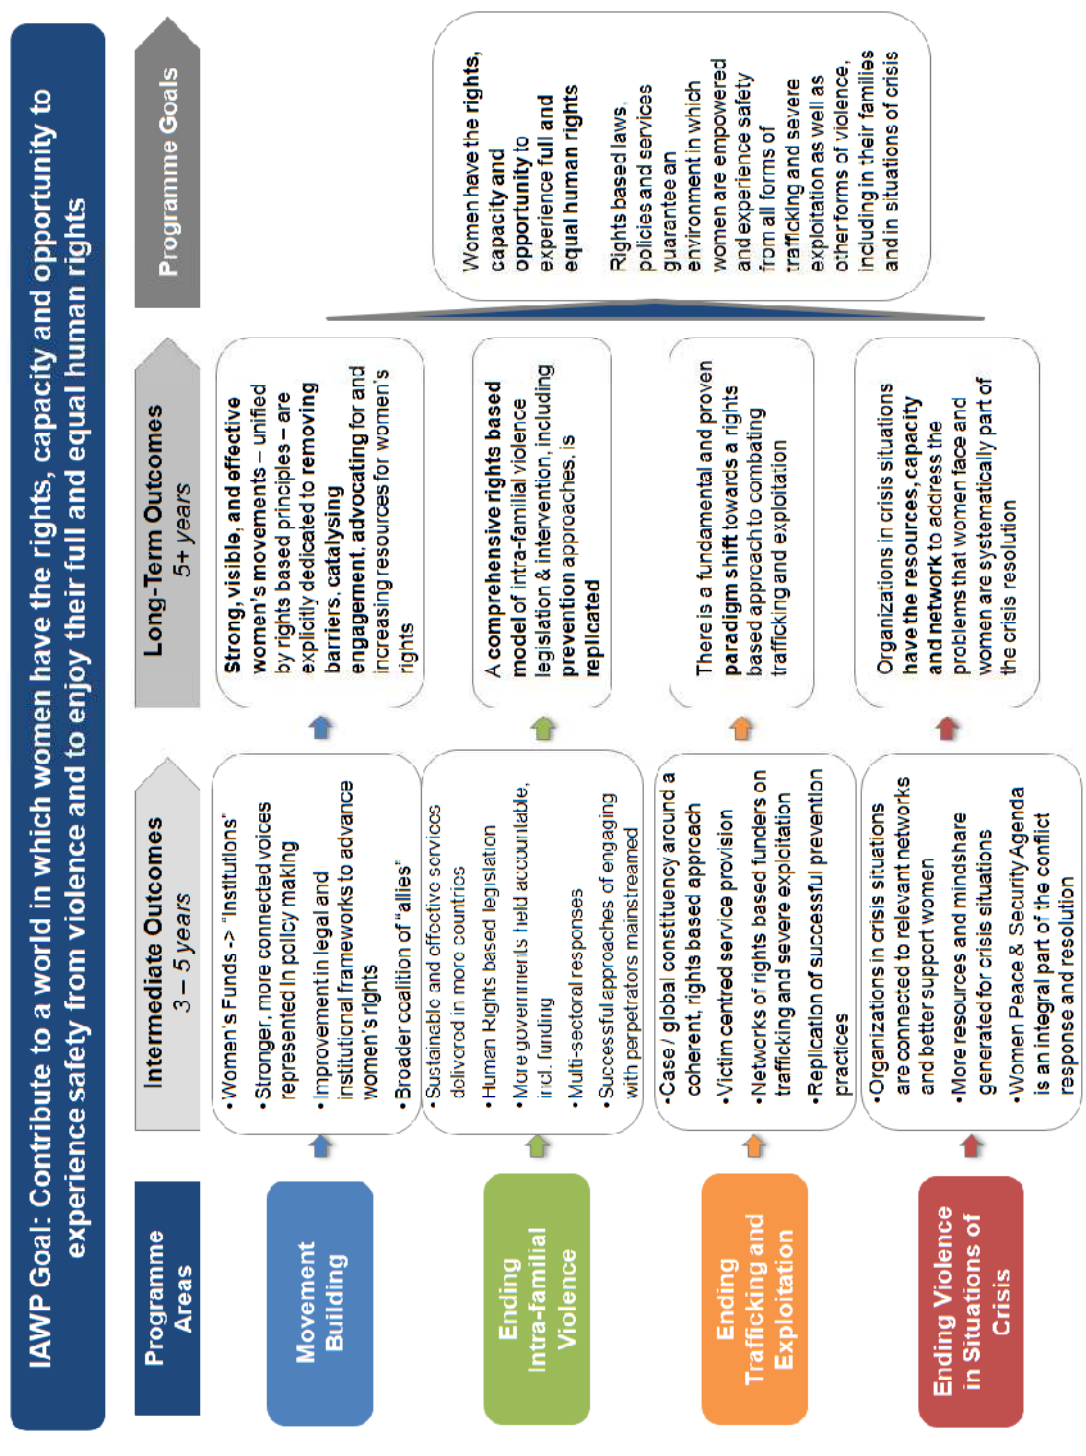 IAWP Goal: Contribute to a world in which women have the rights, capacity and opportunity to
experience safety from violence and to enjoy their full and equal human rights
Programme
Areas
Intermediate Outcomes
3 – 5 years
Long-Term Outcomes
5+ years
Programme Goals
Movement
Building
• Women's Funds -> "Institutions"
• Stronger, more connected voices
represented in policy making
• Improvement in legal and
institutional frameworks to advance
women's rights
• Broader coalition of "allies"
Strong, visible, and effective
women's movements – unified
by rights based principles – are
explicitly dedicated to removing
barriers, catalysing
engagement, advocating for and
increasing resources for women's
rights
Ending
Intra-familial
Violence
• Sustainable and effective services
delivered in more countries
• Human Rights based legislation
• More governments held accountable,
incl. funding
• Multi-sectoral responses
• Successful approaches of engaging
with perpetrators mainstreamed
A comprehensive rights based
model of intra-familial violence
legislation & intervention, including
prevention approaches, is
replicated
Ending
Trafficking and
Exploitation
• Case / global constituency around a
coherent, rights based approach
• Victim centred service provision
• Networks of rights based funders on
trafficking and severe exploitation
• Replication of successful prevention
practices
There is a fundamental and proven
paradigm shift towards a rights
based approach to combating
trafficking and exploitation
Ending Violence
in Situations of
Crisis
• Organizations in crisis situations
are connected to relevant networks
and better support women
• More resources and mindshare
generated for crisis situations
• Women Peace & Security Agenda
is an integral part of the conflict
response and resolution
Organizations in crisis situations
have the resources, capacity
and network to address the
problems that women face and
women are systematically part of
the crisis resolution
Women have the rights,
capacity and
opportunity to
experience full and
equal human rights
Rights based laws,
policies and services
guarantee an
environment in which
women are empowered
and experience safety
from all forms of
trafficking and severe
exploitation as well as
other forms of violence,
including in their families
and in situations of crisis